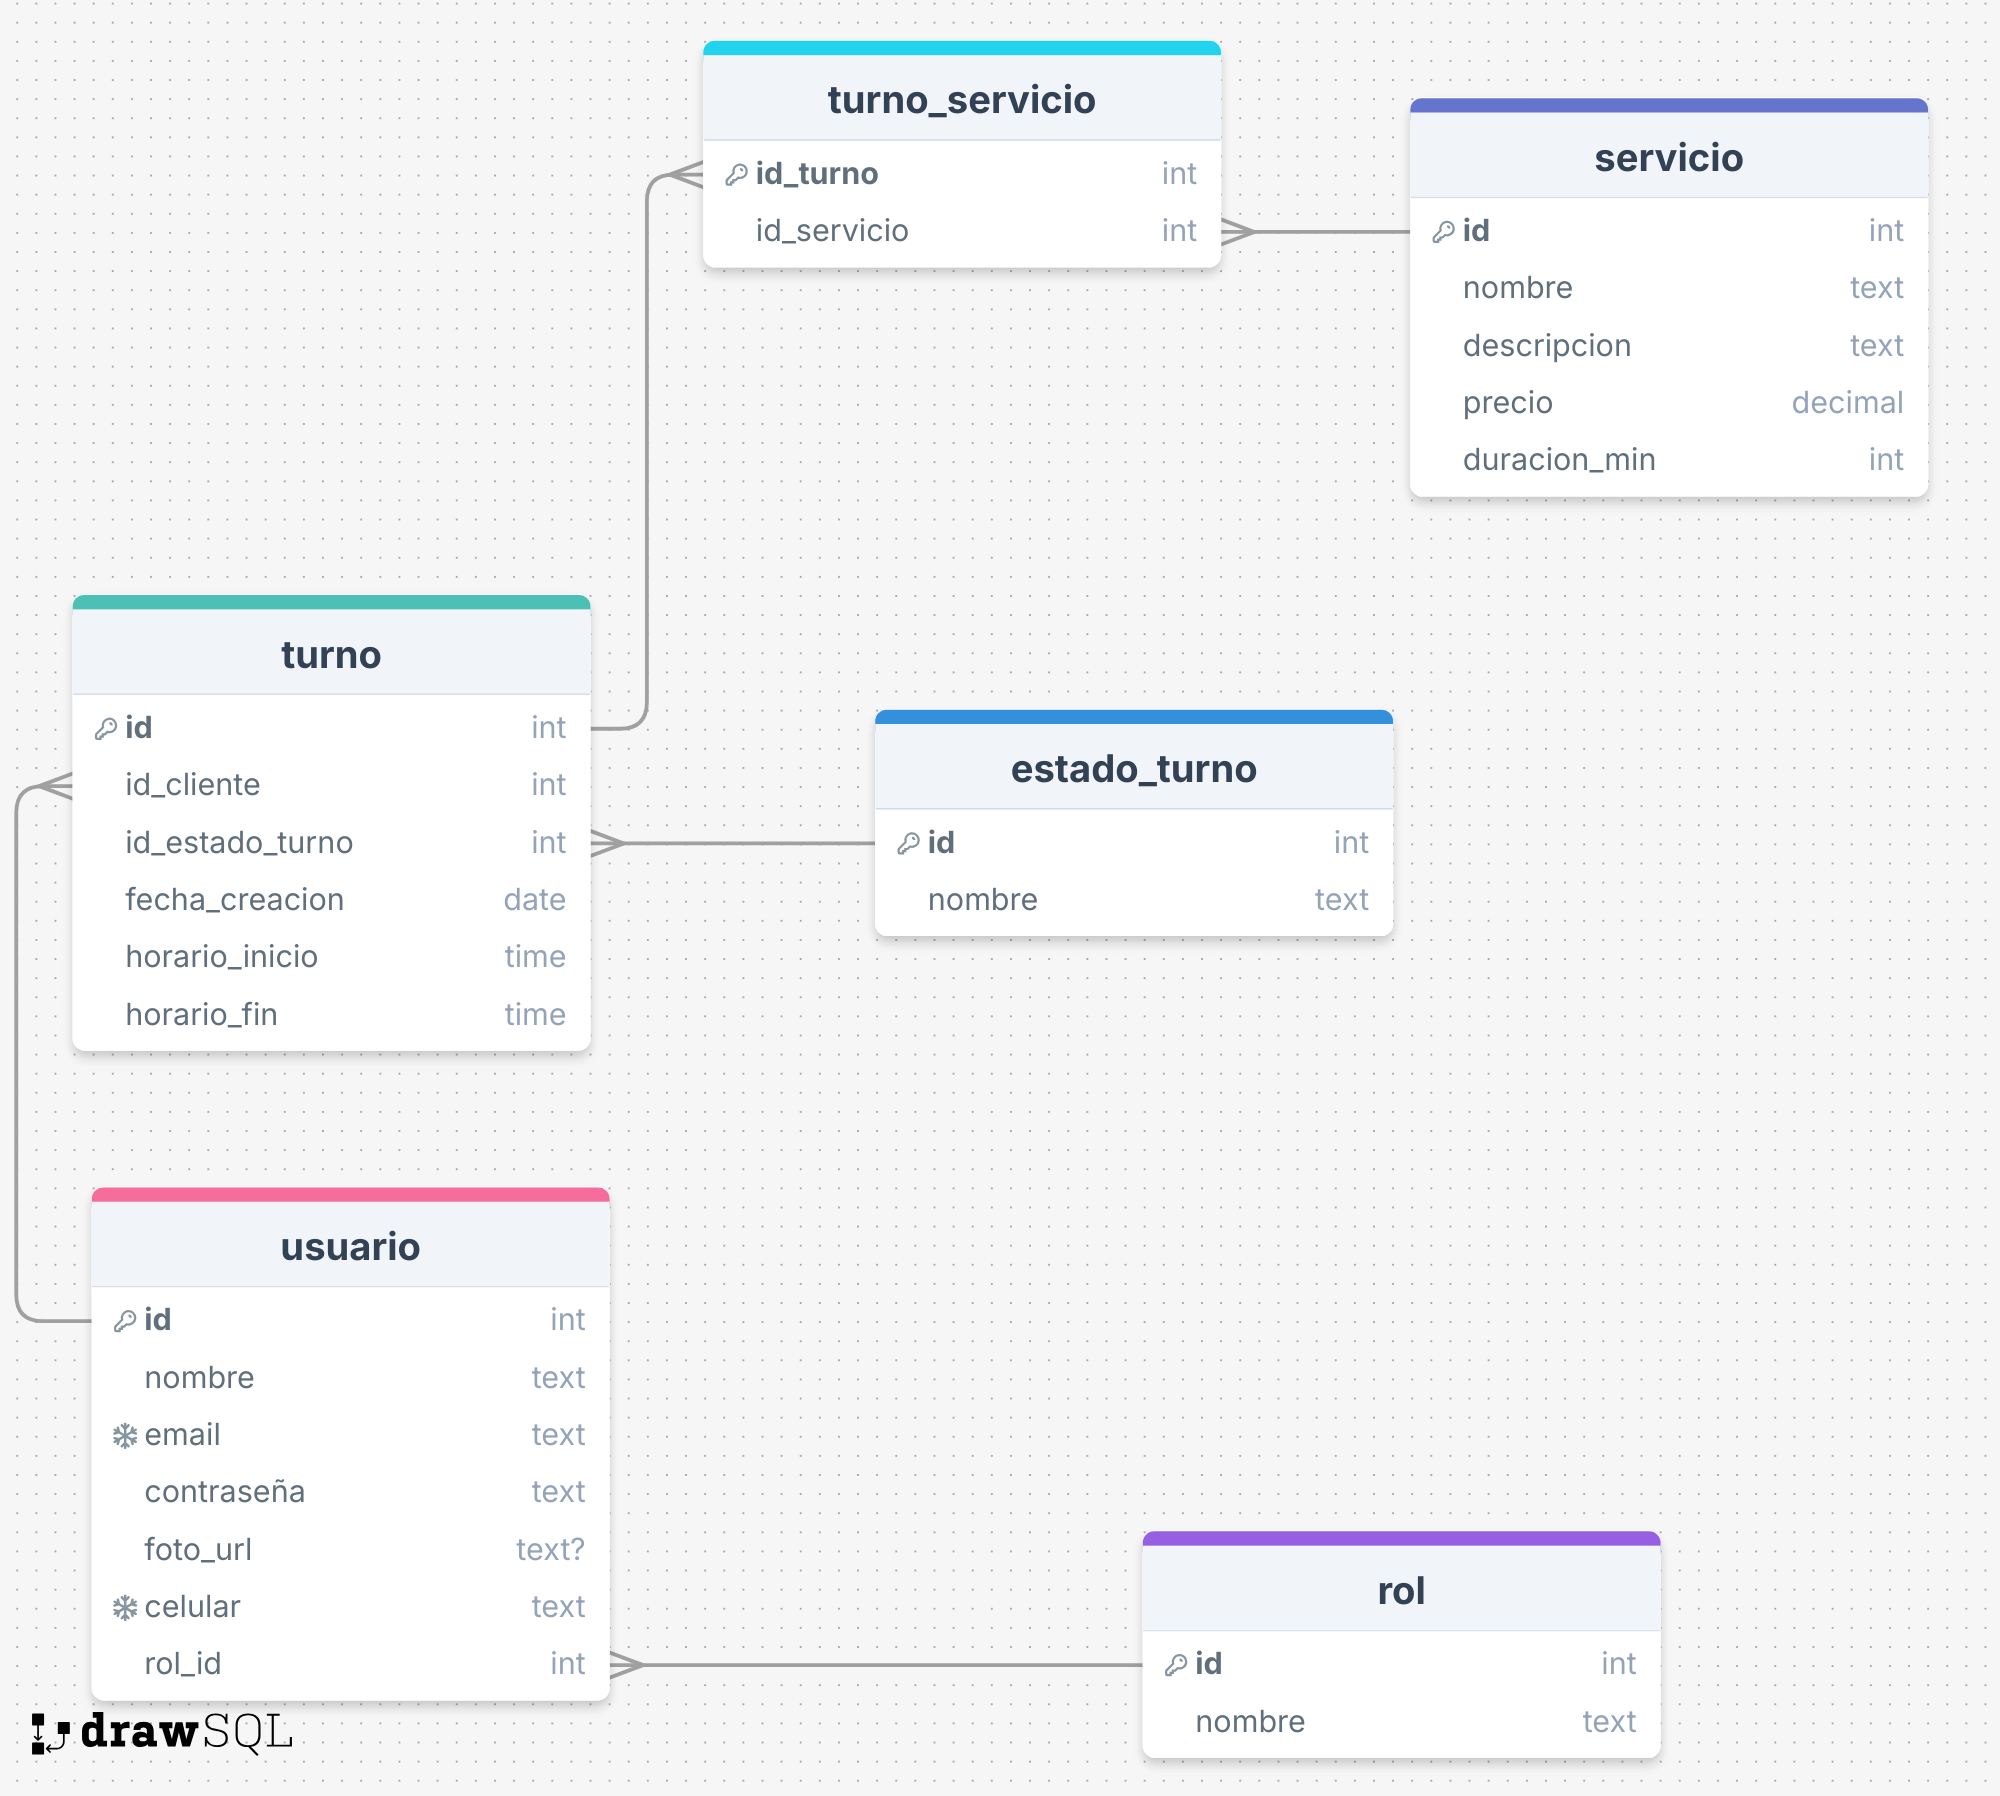 turno_servicio
id_turno int
id_servicio int
servicio
id int
nombre text
descripcion text
precio decimal
duracion_min int
turno
id int
id_cliente int
id_estado_turno int
fecha_creacion date
horario_inicio time
horario_fin time
estado_turno
id int
nombre text
usuario
id int
nombre text
email text
contraseña text
foto_url text?
celular text
rol_id int
rol
id int
nombre text
drawSQL